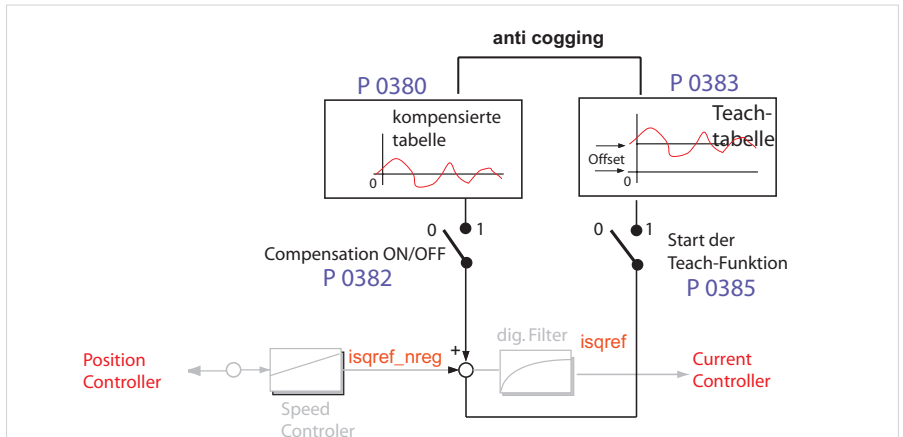 anti cogging
P 0380
P 0383
kompensierte
tabelle
0
Teach-
tabelle
Offset
0
0
1
Compensation ON/OFF
P 0382
0
1
Start der
Teach-Funktion
P 0385
Position
Controller
Speed
Controler
isqref_nreg
+
dig. Filter
isqref
Current
Controller